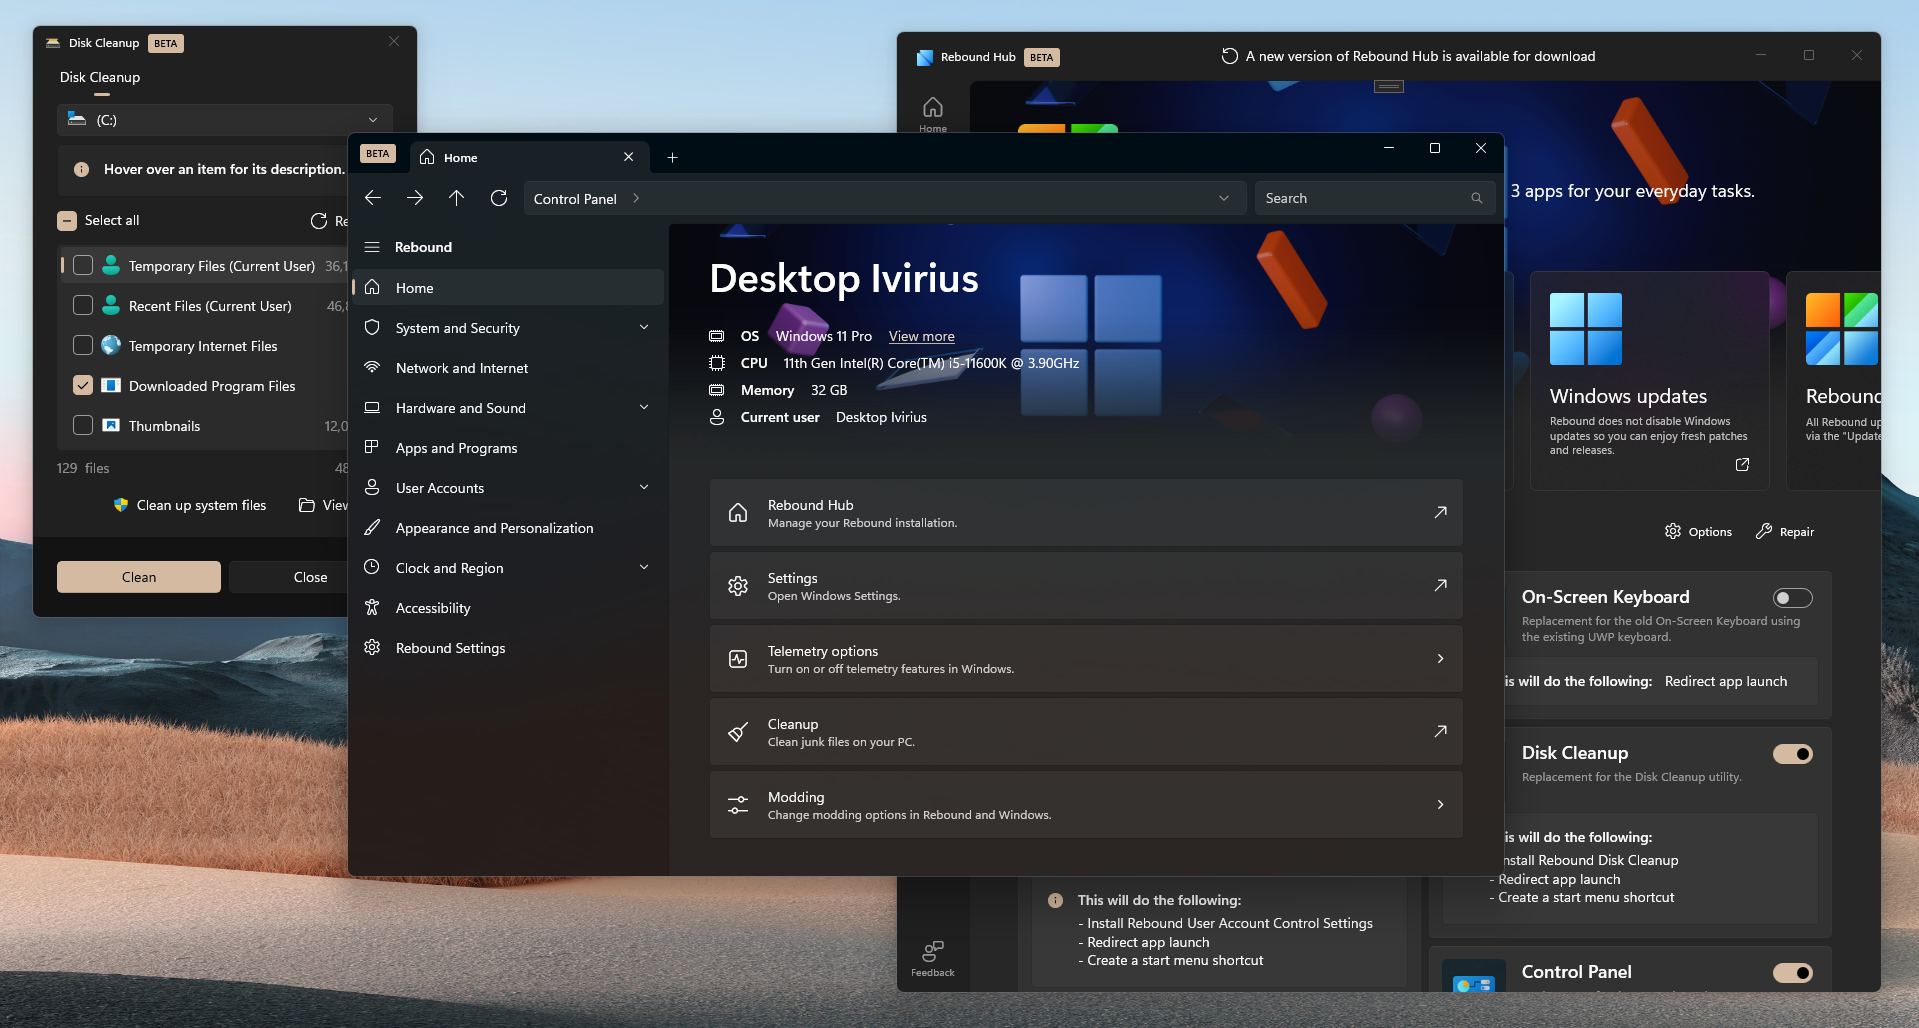 Disk Cleanup BETA
Disk Cleanup
(C:)
Hover over an item for its description.
Select all
Temporary Files (Current User) 36,1
Recent Files (Current User) 46,
Temporary Internet Files
Downloaded Program Files
Thumbnails 12,0
129 files 48
Clean up system files View
Clean Close
BETA Home
Control Panel
Search
Rebound
Home
System and Security
Network and Internet
Hardware and Sound
Apps and Programs
User Accounts
Appearance and Personalization
Clock and Region
Accessibility
Rebound Settings
Desktop Ivirius
OS Windows 11 Pro View more
CPU 11th Gen Intel(R) Core(TM) i5-11600K @ 3.90GHz
Memory 32 GB
Current user Desktop Ivirius
Rebound Hub
Manage your Rebound installation.
Settings
Open Windows Settings.
Telemetry options
Turn on or off telemetry features in Windows.
Cleanup
Clean junk files on your PC.
Modding
Change modding options in Rebound and Windows.
Rebound Hub BETA
A new version of Rebound Hub is available for download
Home
3 apps for your everyday tasks.
Windows updates
Rebound does not disable Windows
updates so you can enjoy fresh patches
and releases.
Rebound
All Rebound up
via the "Update
Options Repair
On-Screen Keyboard
Replacement for the old On-Screen Keyboard using
the existing UWP keyboard.
is will do the following: Redirect app launch
Disk Cleanup
Replacement for the Disk Cleanup utility.
is will do the following:
nstall Rebound Disk Cleanup
- Redirect app launch
- Create a start menu shortcut
This will do the following:
- Install Rebound User Account Control Settings
- Redirect app launch
- Create a start menu shortcut
Control Panel
Feedback